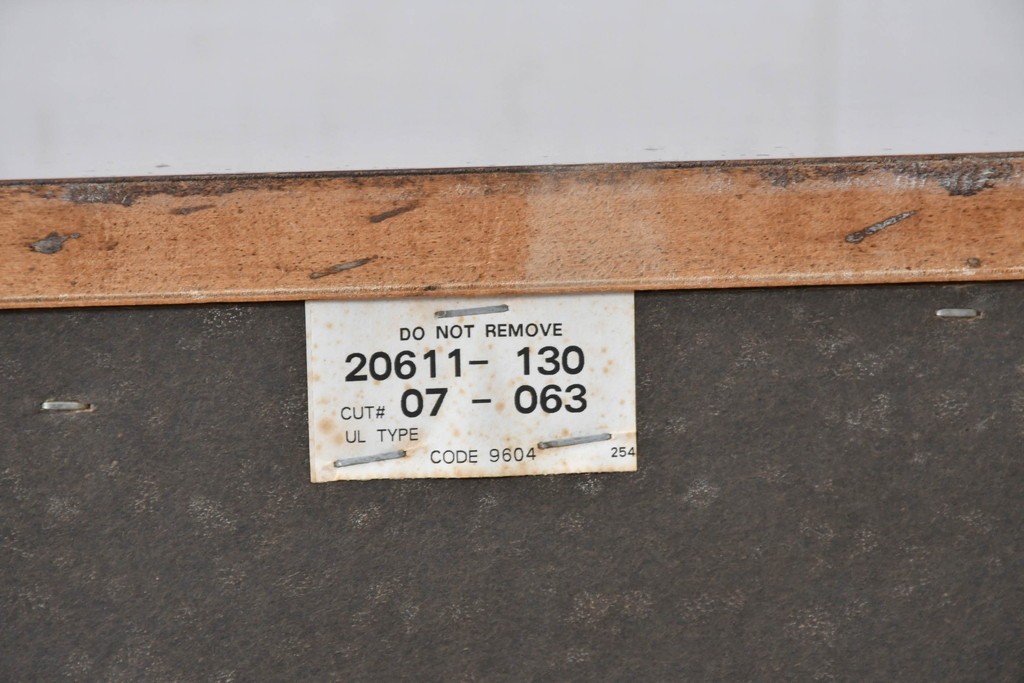 DO NOT REMOVE
20611- 130
CUT# 07 - 063
UL TYPE
CODE 9604 254